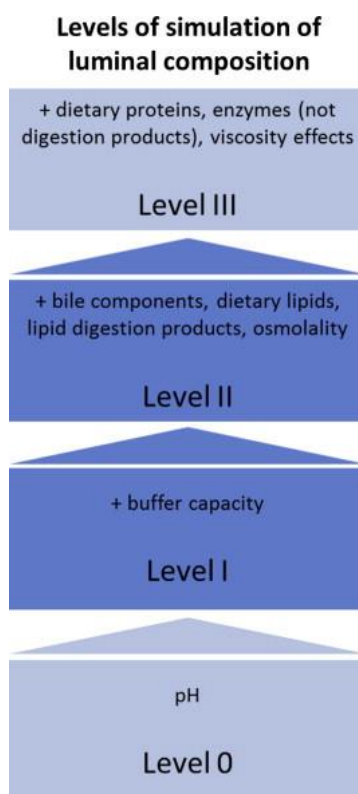 Levels of simulation of
luminal composition
+ dietary proteins, enzymes (not
digestion products), viscosity effects
Level III
+ bile components, dietary lipids,
lipid digestion products, osmolality
Level II
+ buffer capacity
Level I
pH
Level 0